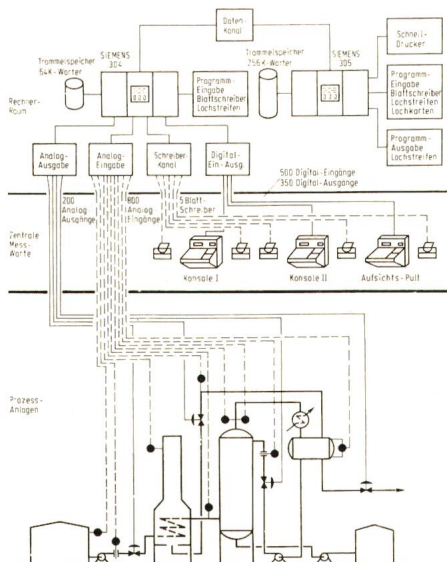 Daten-
Kanal
Trommelspeicher
64K-Wörter
SIEMENS
304
Trommelspeicher
256K-Wörter
SIEMENS
305
Schnell-
Drucker
Programm-
Eingabe
Blattschreiber
Lochstreifen
Programm-
Eingabe
Blattschreiber
Lochstreifen
Lochkarten
Programm-
Ausgabe
Lochstreifen
Rechner-
Raum
Analog-
Ausgabe
Analog-
Eingabe
Schreiber-
Kanal
Digital-
Ein-Ausg.
500 Digital-Eingänge
350 Digital-Ausgänge
200
Analog
Ausgänge
800
Analog
Eingänge
5 Blatt-
Schreiber
Zentrale
Mess-
Warte
Konsole I
Konsole II
Aufsichts-Pult
Prozess-
Anlagen